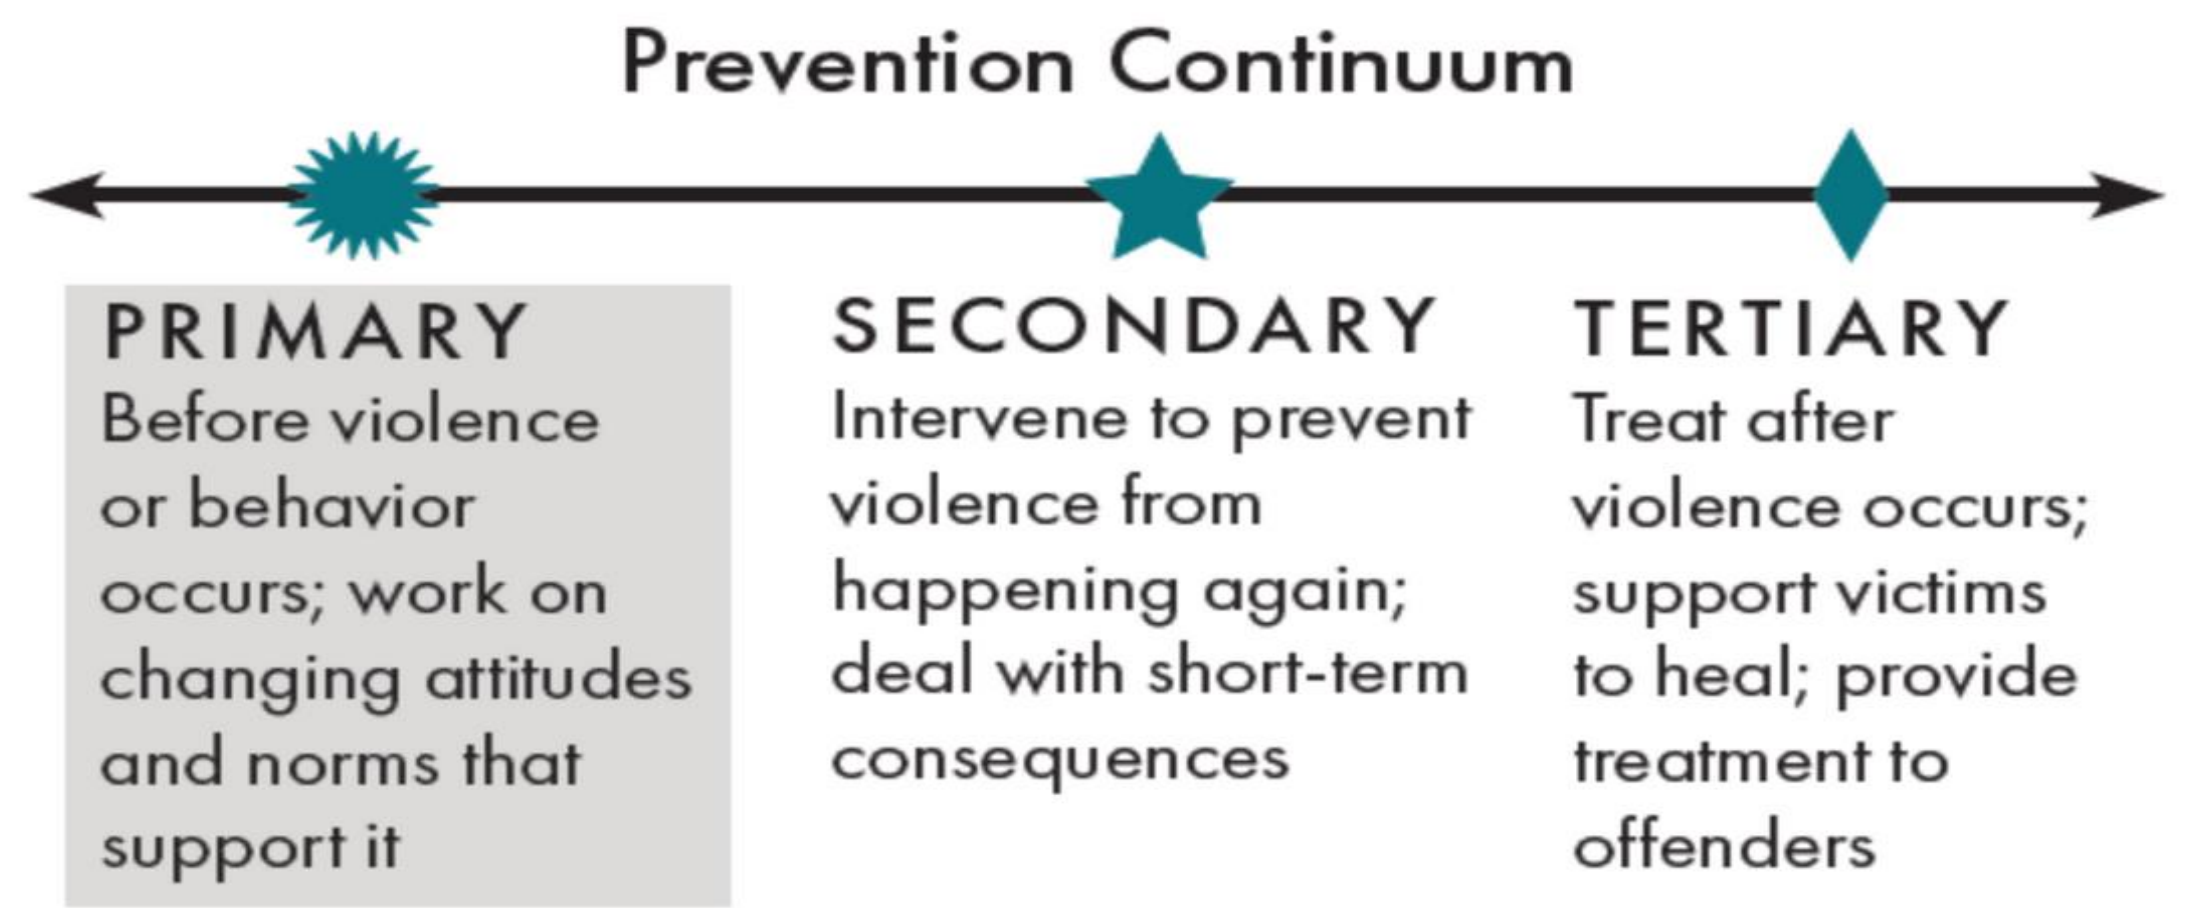 Prevention Continuum
PRIMARY
Before violence
or behavior
occurs; work on
changing attitudes
and norms that
support it
SECONDARY
Intervene to prevent
violence from
happening again;
deal with short-term
consequences
TERTIARY
Treat after
violence occurs;
support victims
to heal; provide
treatment to
offenders